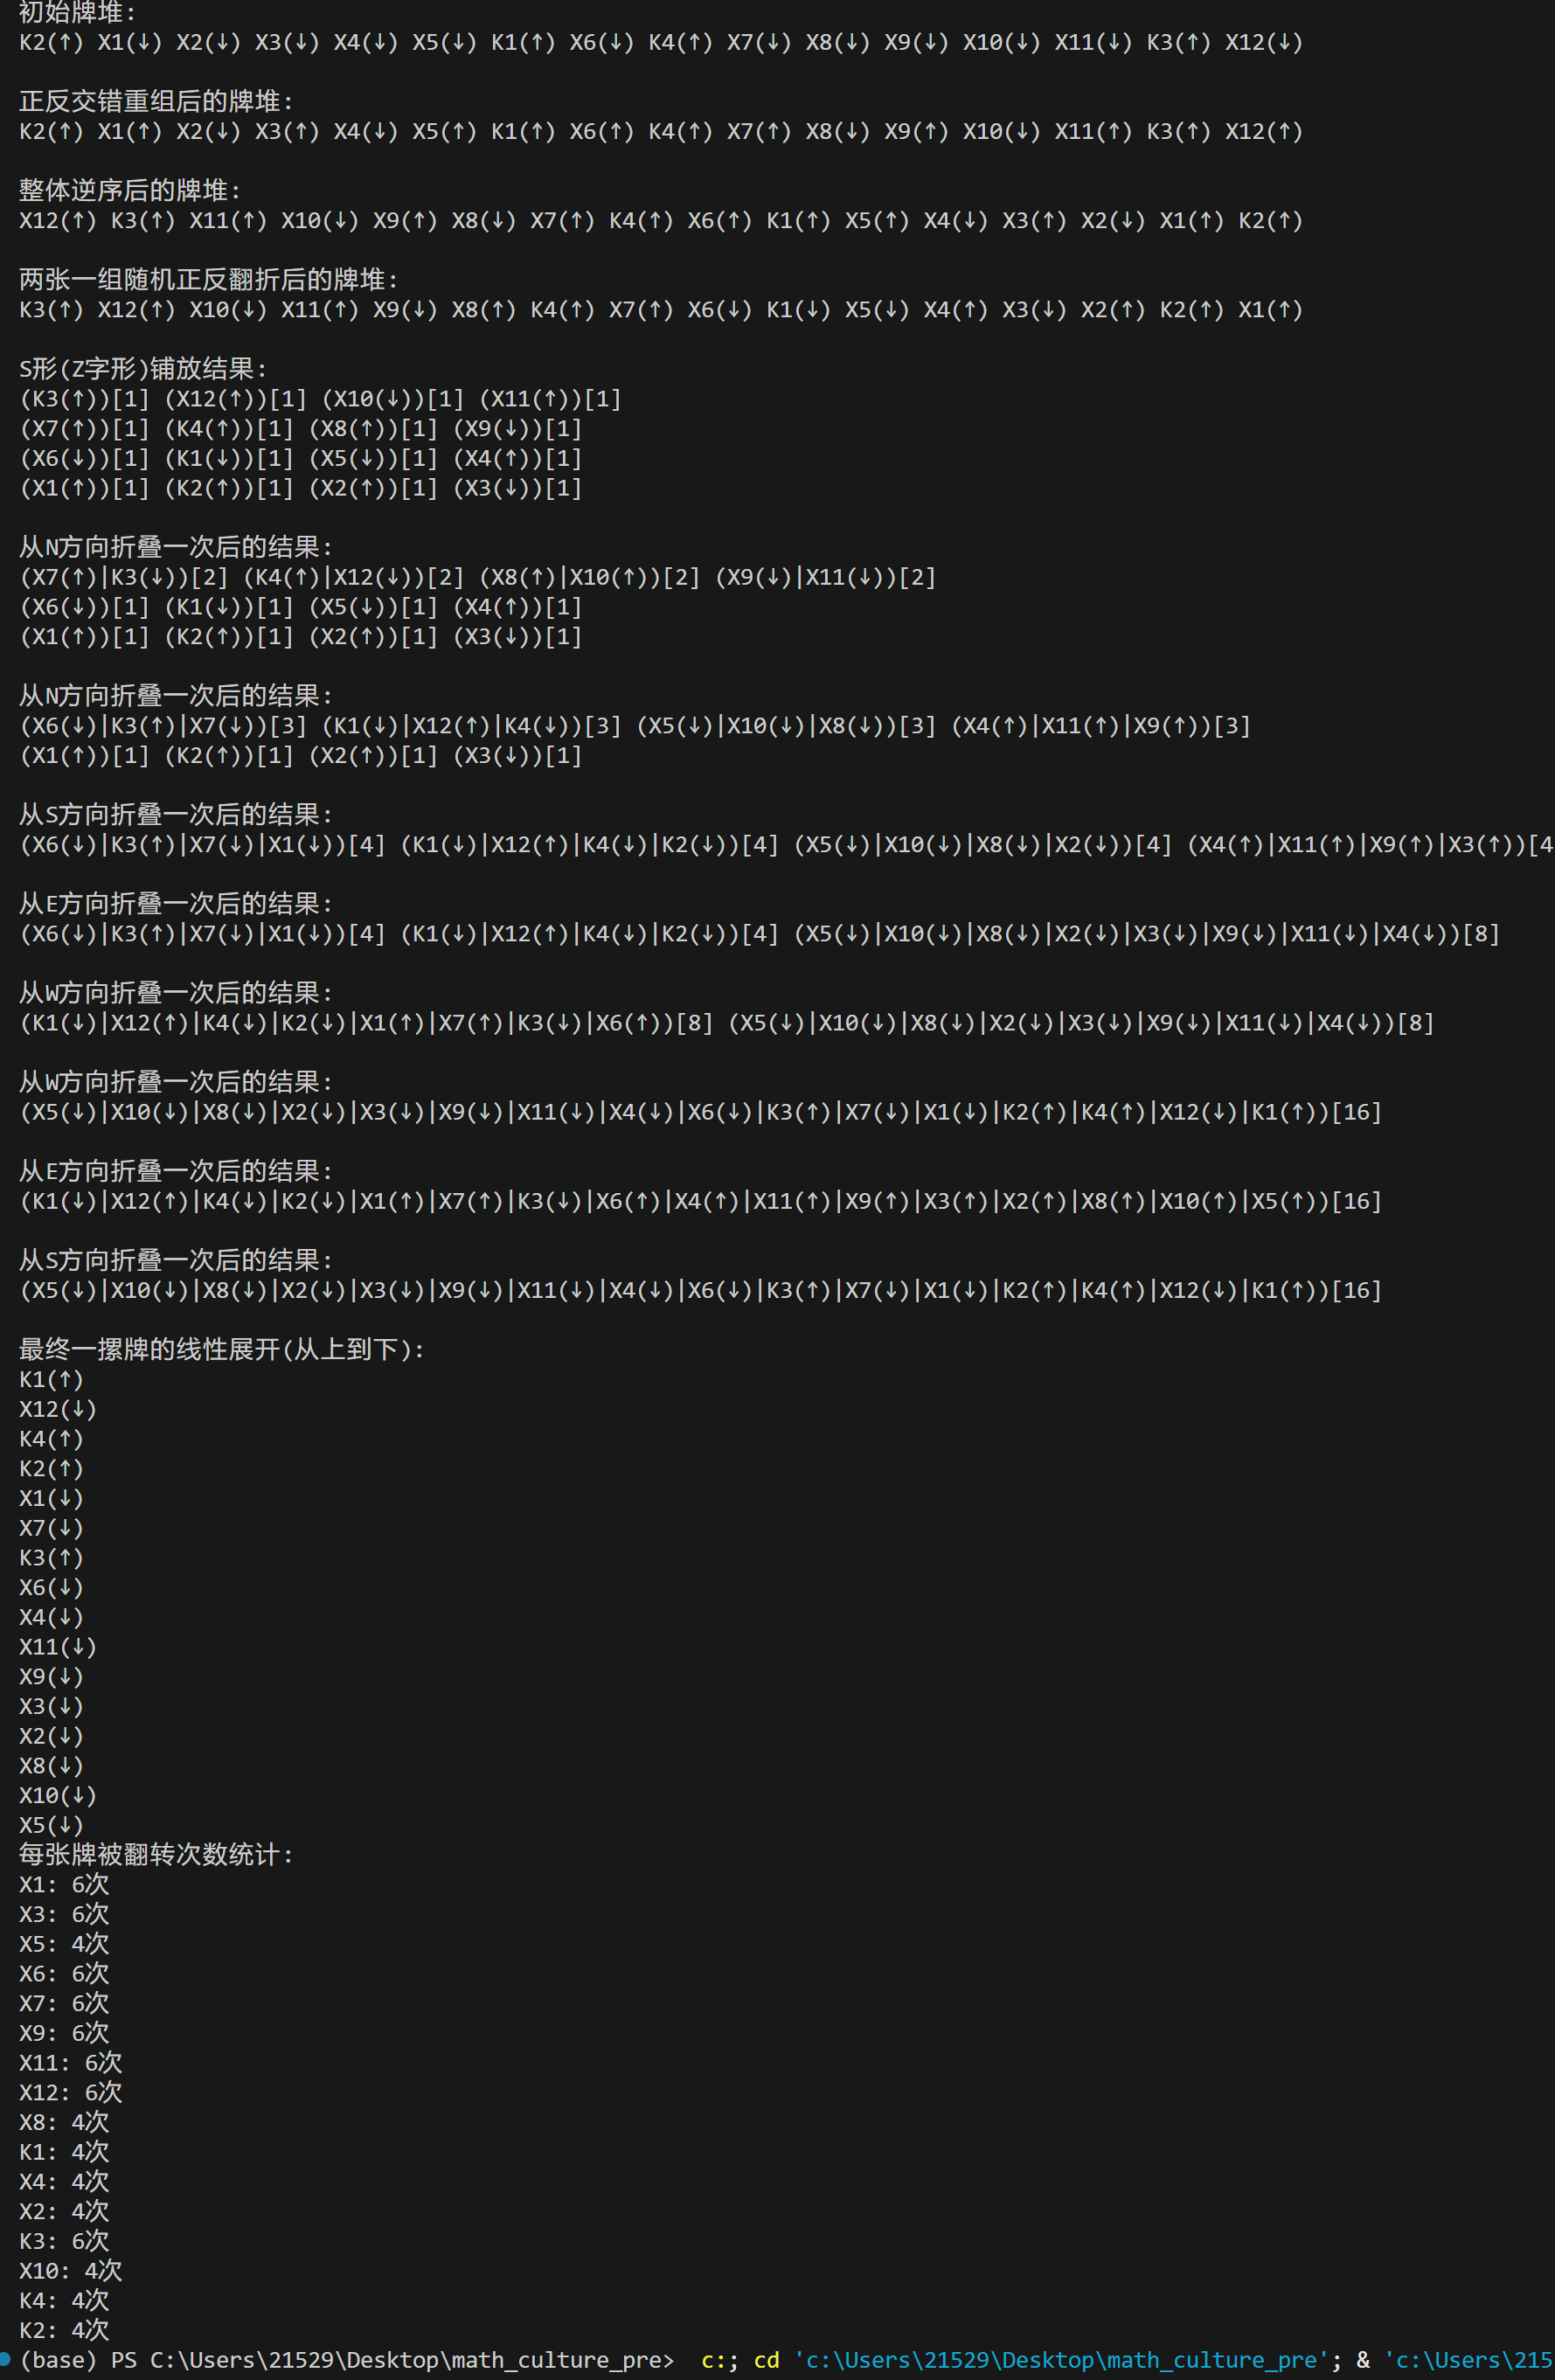 初始牌堆:
K2(↑) X1(↓) X2(↓) X3(↓) X4(↓) X5(↓) K1(↑) X6(↓) K4(↑) X7(↓) X8(↓) X9(↓) X10(↓) X11(↓) K3(↑) X12(↓)
正反交错重组后的牌堆:
K2(↑) X1(↑) X2(↓) X3(↑) X4(↓) X5(↑) K1(↑) X6(↑) K4(↑) X7(↑) X8(↓) X9(↑) X10(↓) X11(↑) K3(↑) X12(↑)
整体逆序后的牌堆:
X12(↑) K3(↑) X11(↑) X10(↓) X9(↑) X8(↓) X7(↑) K4(↑) X6(↑) K1(↑) X5(↑) X4(↓) X3(↑) X2(↓) X1(↑) K2(↑)
两张一组随机正反翻折后的牌堆:
K3(↑) X12(↑) X10(↓) X11(↑) X9(↓) X8(↑) K4(↑) X7(↑) X6(↓) K1(↓) X5(↓) X4(↑) X3(↓) X2(↑) K2(↑) X1(↑)
S形(Z字形)铺放结果:
(K3(↑))[1] (X12(↑))[1] (X10(↓))[1] (X11(↑))[1]
(X7(↑))[1] (K4(↑))[1] (X8(↑))[1] (X9(↓))[1]
(X6(↓))[1] (K1(↓))[1] (X5(↓))[1] (X4(↑))[1]
(X1(↑))[1] (K2(↑))[1] (X2(↑))[1] (X3(↓))[1]
从N方向折叠一次后的结果:
(X7(↑)|K3(↓))[2] (K4(↑)|X12(↓))[2] (X8(↑)|X10(↑))[2] (X9(↓)|X11(↓))[2]
(X6(↓))[1] (K1(↓))[1] (X5(↓))[1] (X4(↑))[1]
(X1(↑))[1] (K2(↑))[1] (X2(↑))[1] (X3(↓))[1]
从N方向折叠一次后的结果:
(X6(↓)|K3(↑)|X7(↓))[3] (K1(↓)|X12(↑)|K4(↓))[3] (X5(↓)|X10(↓)|X8(↓))[3] (X4(↑)|X11(↑)|X9(↑))[3]
(X1(↑))[1] (K2(↑))[1] (X2(↑))[1] (X3(↓))[1]
从S方向折叠一次后的结果:
(X6(↓)|K3(↑)|X7(↓)|X1(↓))[4] (K1(↓)|X12(↑)|K4(↓)|K2(↓))[4] (X5(↓)|X10(↓)|X8(↓)|X2(↓))[4] (X4(↑)|X11(↑)|X9(↑)|X3(↑))[4
从E方向折叠一次后的结果:
(X6(↓)|K3(↑)|X7(↓)|X1(↓))[4] (K1(↓)|X12(↑)|K4(↓)|K2(↓))[4] (X5(↓)|X10(↓)|X8(↓)|X2(↓)|X3(↓)|X9(↓)|X11(↓)|X4(↓))[8]
从W方向折叠一次后的结果:
(K1(↓)|X12(↑)|K4(↓)|K2(↓)|X1(↑)|X7(↑)|K3(↓)|X6(↑))[8] (X5(↓)|X10(↓)|X8(↓)|X2(↓)|X3(↓)|X9(↓)|X11(↓)|X4(↓))[8]
从W方向折叠一次后的结果:
(X5(↓)|X10(↓)|X8(↓)|X2(↓)|X3(↓)|X9(↓)|X11(↓)|X4(↓)|X6(↓)|K3(↑)|X7(↓)|X1(↓)|K2(↑)|K4(↑)|X12(↓)|K1(↑))[16]
从E方向折叠一次后的结果:
(K1(↓)|X12(↑)|K4(↓)|K2(↓)|X1(↑)|X7(↑)|K3(↓)|X6(↑)|X4(↑)|X11(↑)|X9(↑)|X3(↑)|X2(↑)|X8(↑)|X10(↑)|X5(↑))[16]
从S方向折叠一次后的结果:
(X5(↓)|X10(↓)|X8(↓)|X2(↓)|X3(↓)|X9(↓)|X11(↓)|X4(↓)|X6(↓)|K3(↑)|X7(↓)|X1(↓)|K2(↑)|K4(↑)|X12(↓)|K1(↑))[16]
最终一摞牌的线性展开(从上到下):
K1(↑)
X12(↓)
K4(↑)
K2(↑)
X1(↓)
X7(↓)
K3(↑)
X6(↓)
X4(↓)
X11(↓)
X9(↓)
X3(↓)
X2(↓)
X8(↓)
X10(↓)
X5(↓)
每张牌被翻转次数统计:
X1: 6次
X3: 6次
X5: 4次
X6: 6次
X7: 6次
X9: 6次
X11: 6次
X12: 6次
X8: 4次
K1: 4次
X4: 4次
X2: 4次
K3: 6次
X10: 4次
K4: 4次
K2: 4次
(base) PS C:\Users\21529\Desktop\math_culture_pre>  c:; cd 'c:\Users\21529\Desktop\math_culture_pre'; & 'c:\Users\215